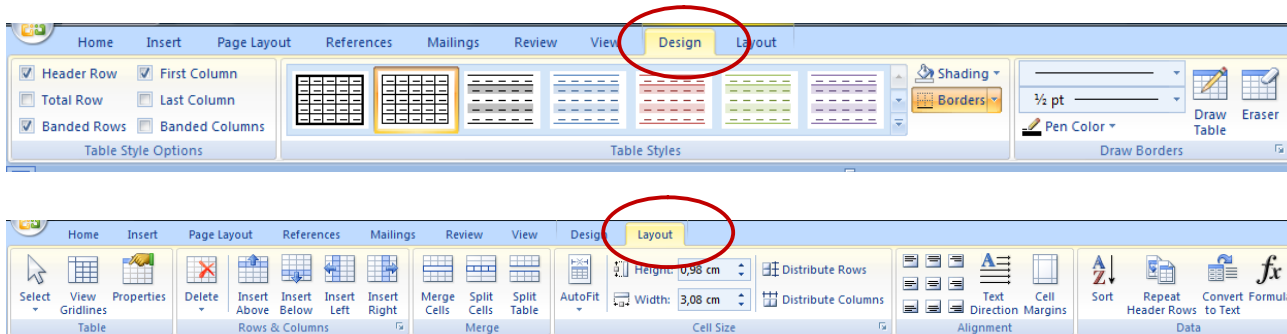 Home Insert Page Layout References Mailings Review View Design Layout
Header Row First Column Shading
Total Row Last Column Borders ½ pt
Banded Rows Banded Columns Pen Color Draw Table Eraser
Table Style Options Table Styles Draw Borders
Home Insert Page Layout References Mailings Review View Design Layout
Height: 0,98 cm Distribute Rows
Select View Gridlines Properties Delete Insert Above Insert Below Insert Left Insert Right Merge Cells Split Cells Split Table AutoFit Width: 3,08 cm Distribute Columns Text Direction Cell Margins Sort Repeat Header Rows Convert to Text Formula
Table Rows & Columns Merge Cell Size Alignment Data